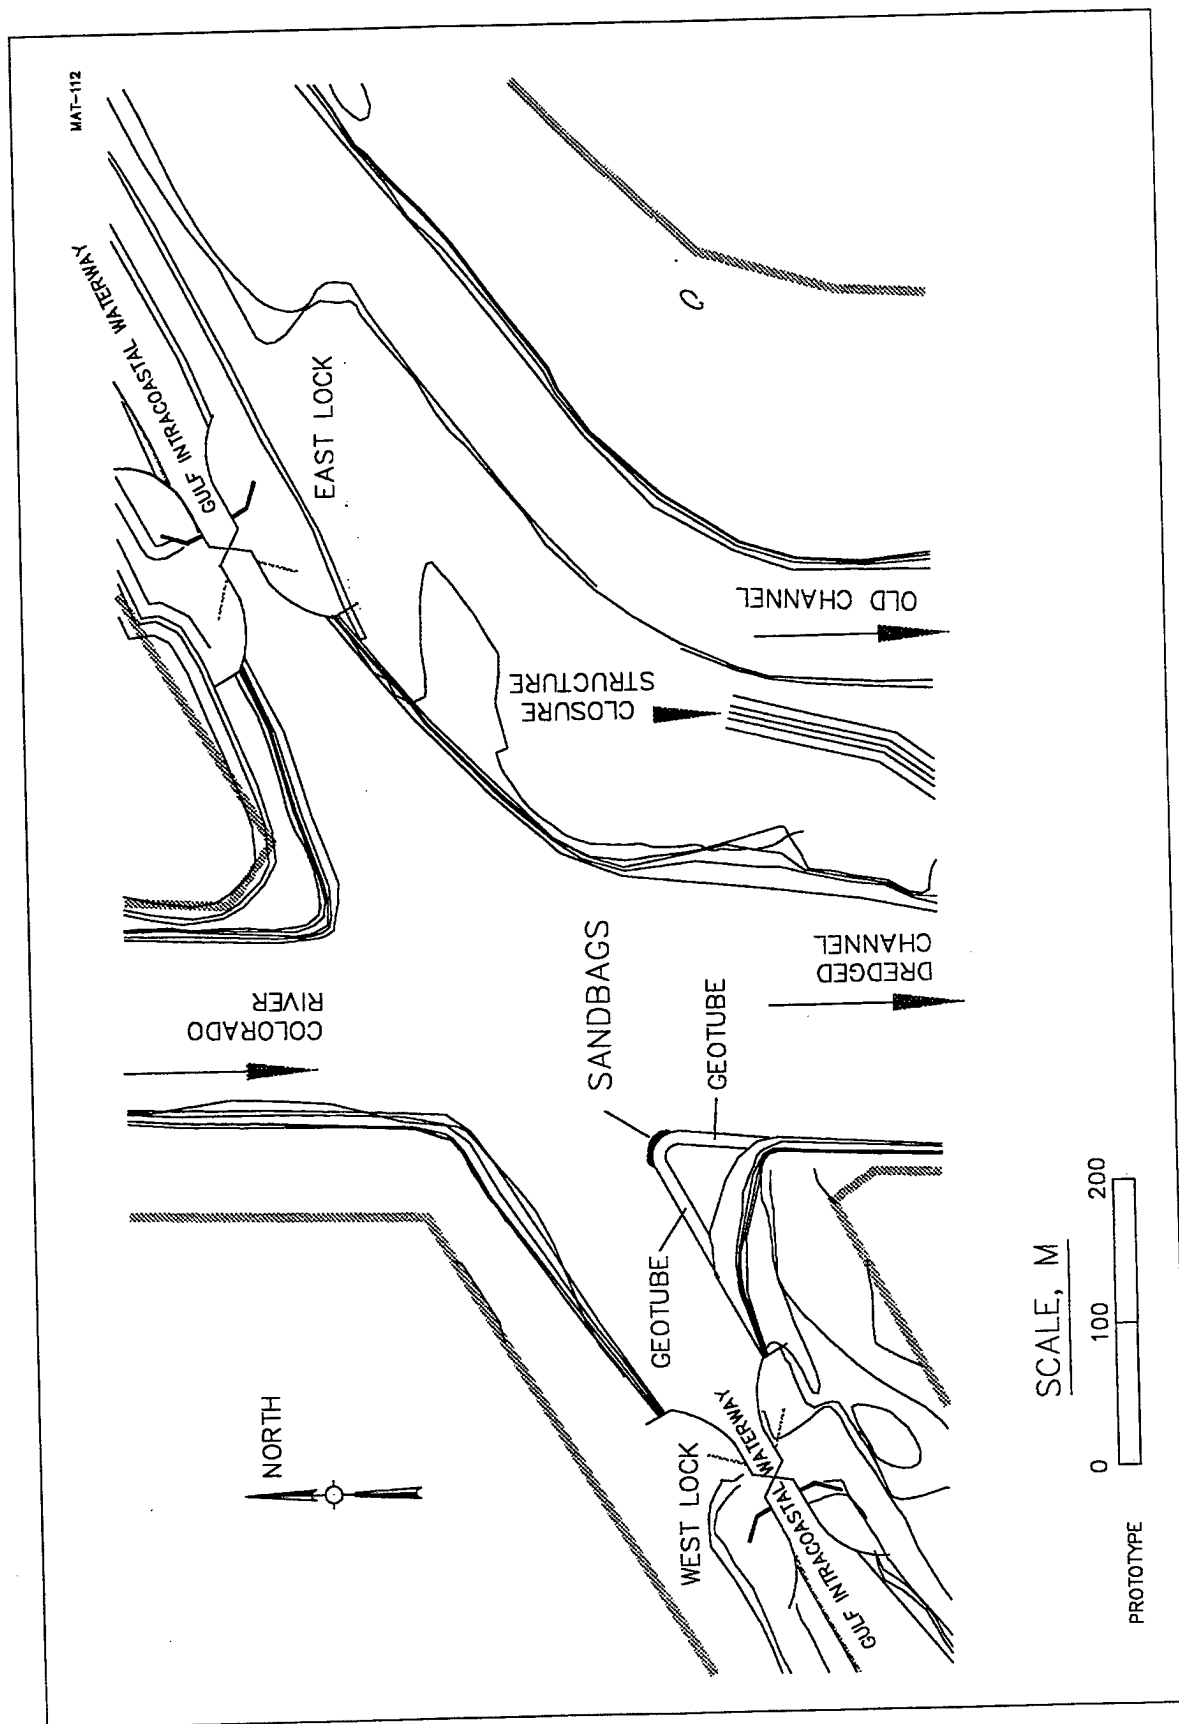 MAT-112
GULF INTRACOASTAL WATERWAY
EAST LOCK
COLORADO
RIVER
CLOSURE
STRUCTURE
OLD CHANNEL
SANDBAGS
GEOTUBE
DREDGED
CHANNEL
GEOTUBE
NORTH
WEST LOCK
GULF INTRACOASTAL WATERWAY
SCALE, M
0 100 200
PROTOTYPE